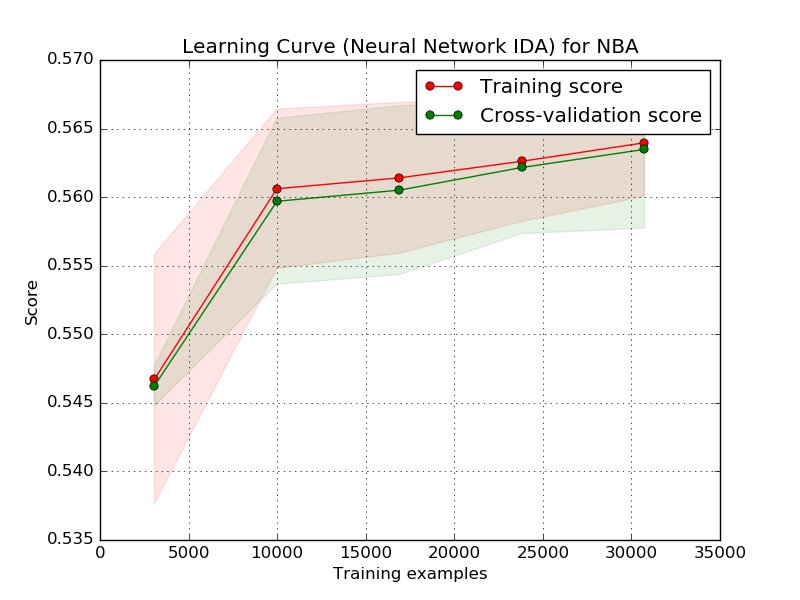 Learning Curve (Neural Network IDA) for NBA
0.570
0.565
0.560
0.555
0.550
0.545
0.540
0.535
Score
Training score
Cross-validation score
0 5000 10000 15000 20000 25000 30000 35000
Training examples